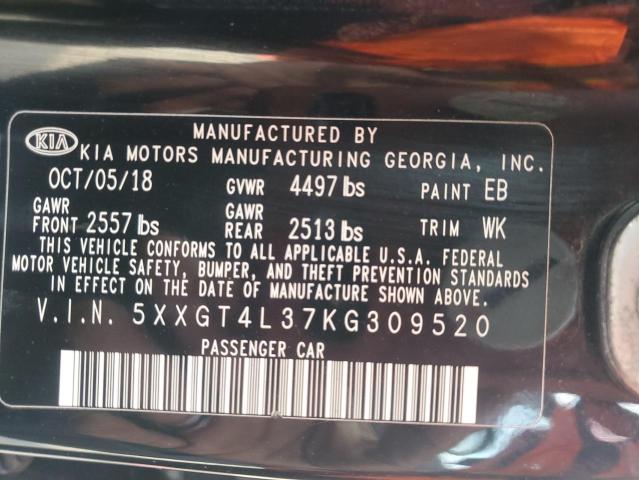 MANUFACTURED BY
KIA KIA MOTORS MANUFACTURING GEORGIA, INC.
OCT/05/18 GVWR 4497 lbs PAINT EB
GAWR FRONT 2557 lbs GAWR REAR 2513 lbs TRIM WK
THIS VEHICLE CONFORMS TO ALL APPLICABLE U.S.A. FEDERAL
MOTOR VEHICLE SAFETY, BUMPER, AND THEFT PREVENTION STANDARDS
IN EFFECT ON THE DATE OF MANUFACTURE SHOWN ABOVE.
V.I.N. 5XXGT4L37KG309520
PASSENGER CAR